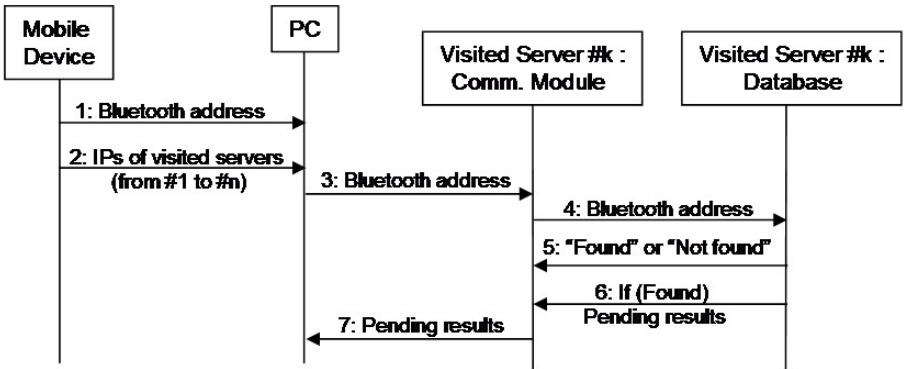 Mobile
Device
PC
Visited Server #k :
Comm. Module
Visited Server #k :
Database
1: Bluetooth address
2: IPs of visited servers
(from #1 to #n)
3: Bluetooth address
4: Bluetooth address
5: “Found” or “Not found”
6: If (Found)
Pending results
7: Pending results